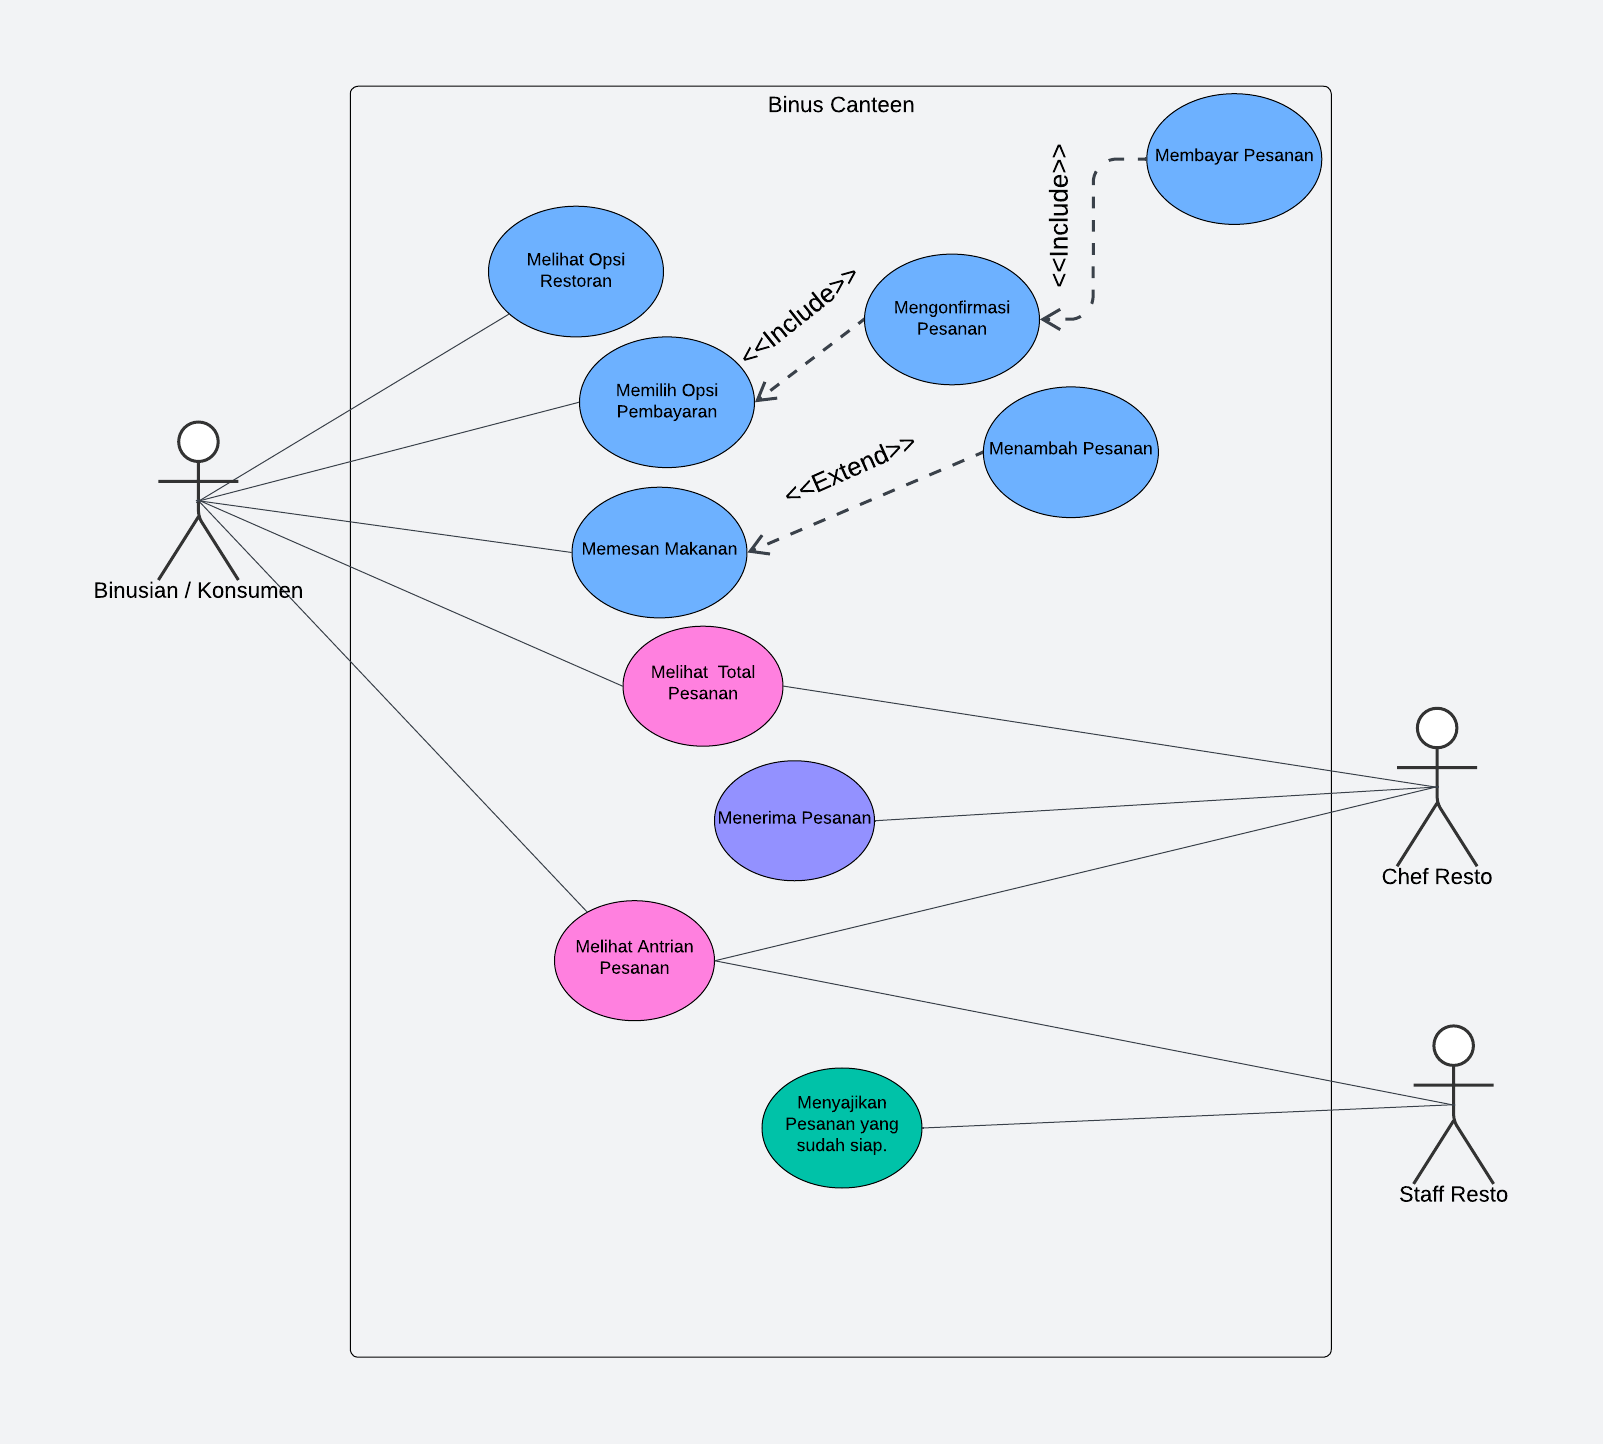 Binus Canteen
Membayar Pesanan
<<Include>>
Melihat Opsi
Restoran
Mengonfirmasi
Pesanan
<<Include>>
Memilih Opsi
Pembayaran
Menambah Pesanan
<<Extend>>
Memesan Makanan
Binusian / Konsumen
Melihat  Total
Pesanan
Menerima Pesanan
Chef Resto
Melihat Antrian
Pesanan
Menyajikan
Pesanan yang
sudah siap.
Staff Resto